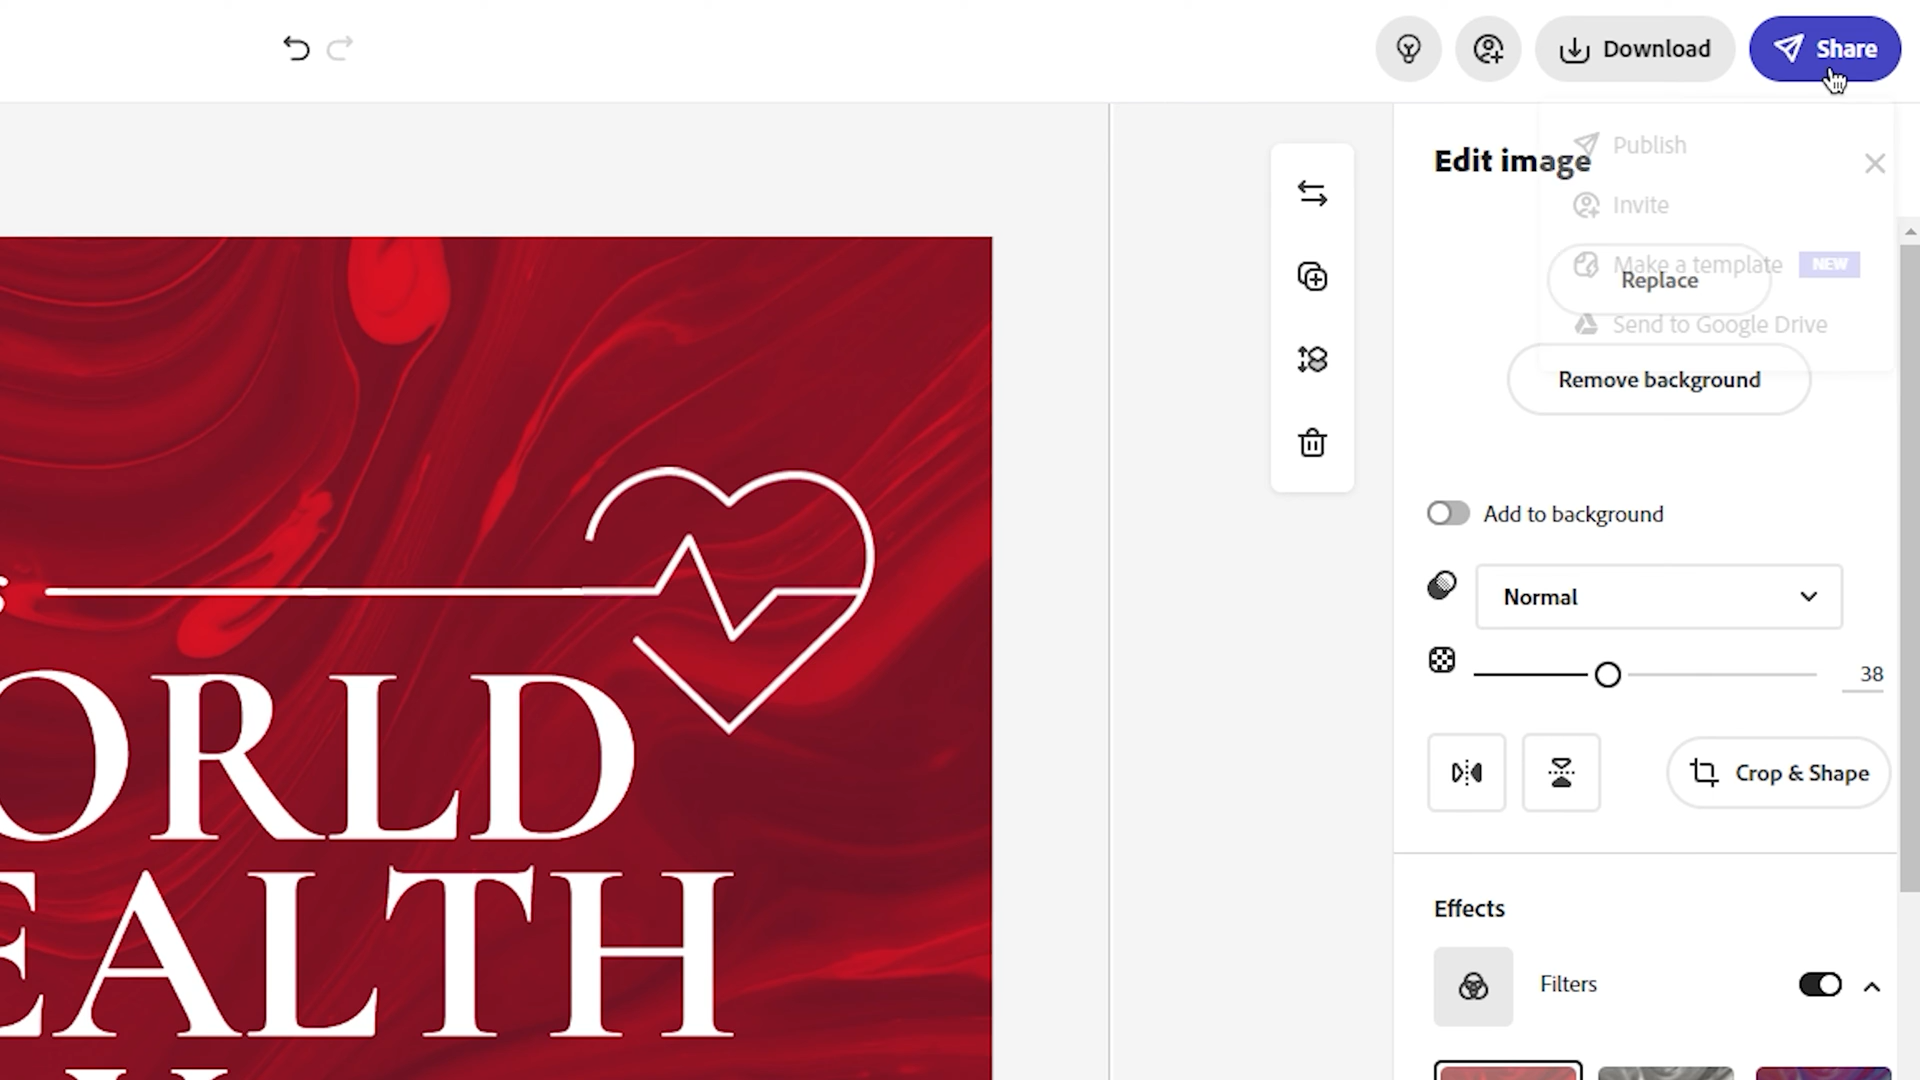 Download
Share
Edit image
Publish
Invite
Make a template NEW
Replace
Send to Google Drive
Remove background
Add to background
Normal
38
Crop & Shape
Effects
Filters
s
ORLD
EALTH